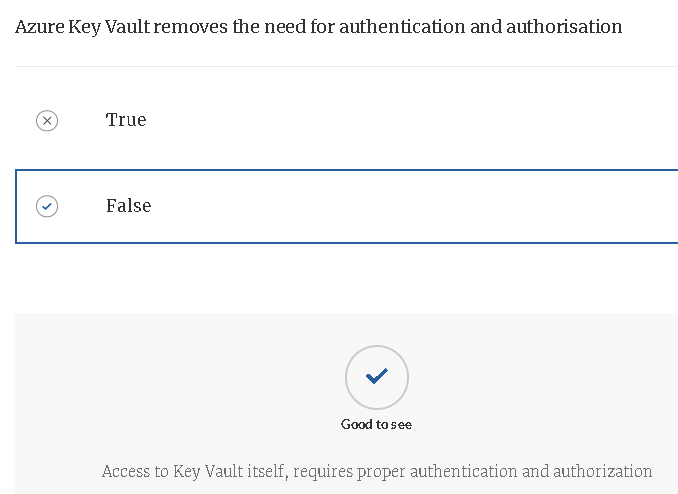 Azure Key Vault removes the need for authentication and authorisation
True
False
Good to see
Access to Key Vault itself, requires proper authentication and authorization